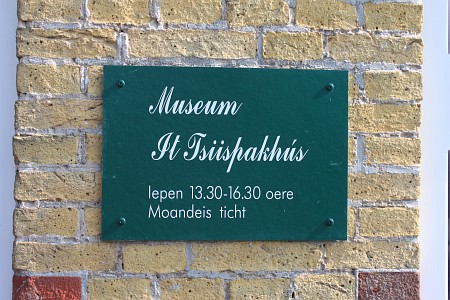 Museum
It Tsiispakhús
Iepen 13.30-16.30 oere
Moandeis ticht